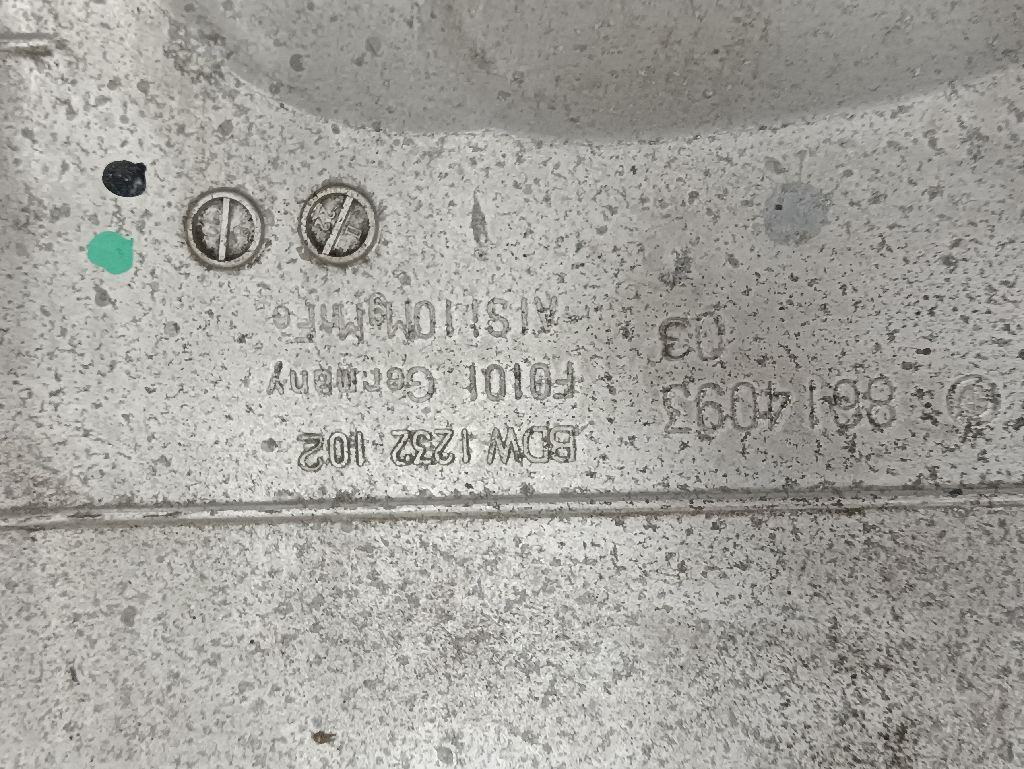 8614093
03
BDW 1232 102
F0101 Germany
AlSi10MgMnFe